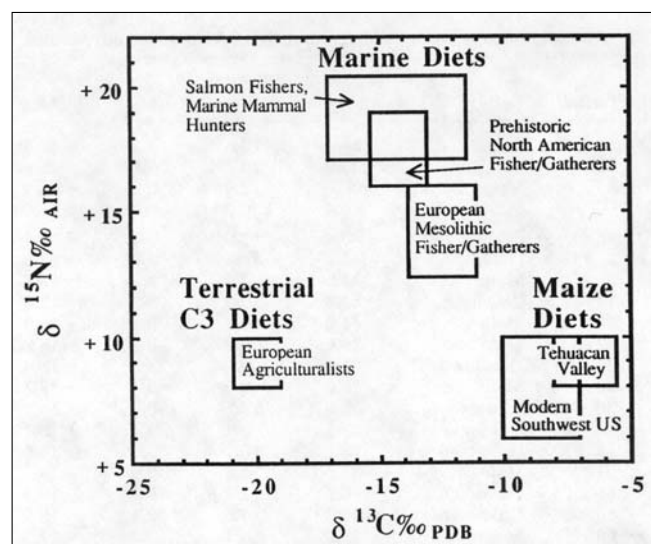 Marine Diets
Salmon Fishers,
Marine Mammal
Hunters
Prehistoric
North American
Fisher/Gatherers
European
Mesolithic
Fisher/Gatherers
Terrestrial
C3 Diets
European
Agriculturalists
Maize
Diets
Tehuacan
Valley
Modern
Southwest US
+ 20
+ 15
+ 10
+ 5
δ 15N‰ AIR
-25
-20
-15
-10
-5
δ 13C‰ PDB